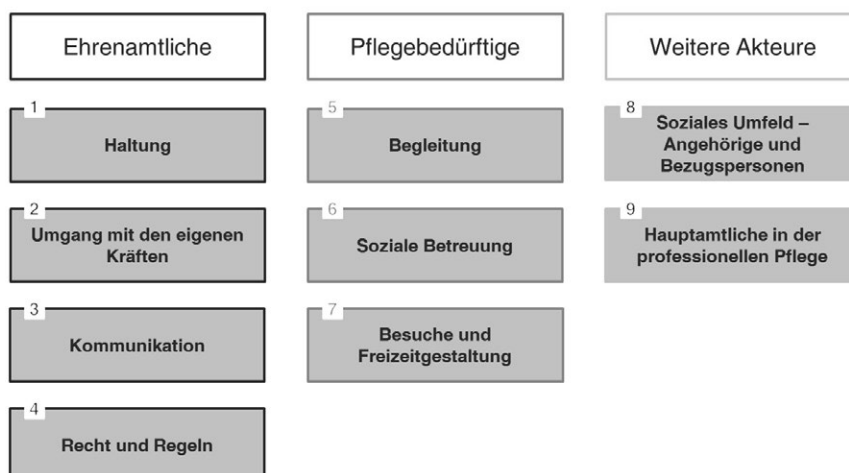 Ehrenamtliche
1
Haltung
2
Umgang mit den eigenen
Kräften
3
Kommunikation
4
Recht und Regeln
Pflegebedürftige
5
Begleitung
6
Soziale Betreuung
7
Besuche und
Freizeitgestaltung
Weitere Akteure
8
Soziales Umfeld –
Angehörige und
Bezugspersonen
9
Hauptamtliche in der
professionellen Pflege